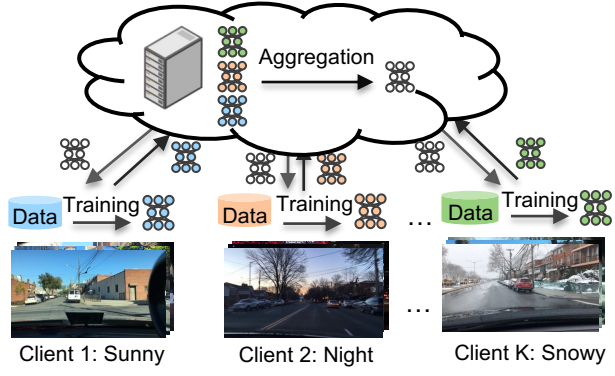 Aggregation
Data
Training
Data
Training
...
Data
Training
...
Client 1: Sunny
Client 2: Night
Client K: Snowy